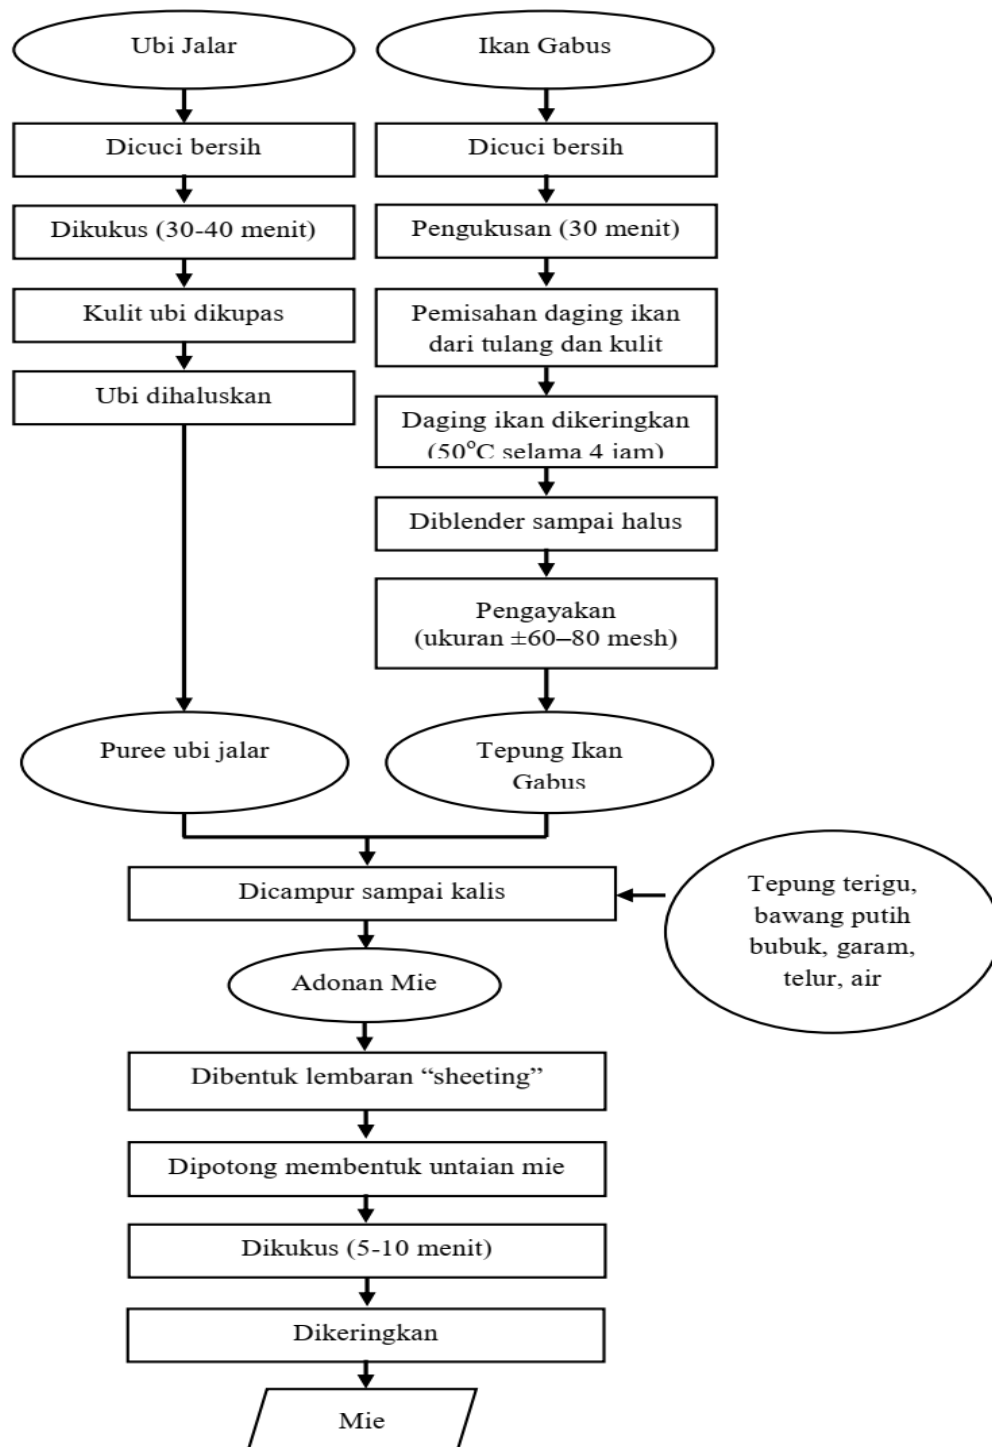 Ubi Jalar
Dicuci bersih
Dikukus (30-40 menit)
Kulit ubi dikupas
Ubi dihaluskan
Puree ubi jalar
Ikan Gabus
Dicuci bersih
Pengukusan (30 menit)
Pemisahan daging ikan
dari tulang dan kulit
Daging ikan dikeringkan
(50°C selama 4 jam)
Diblender sampai halus
Pengayakan
(ukuran ±60–80 mesh)
Tepung Ikan
Gabus
Dicampur sampai kalis
Tepung terigu,
bawang putih
bubuk, garam,
telur, air
Adonan Mie
Dibentuk lembaran “sheeting”
Dipotong membentuk untaian mie
Dikukus (5-10 menit)
Dikeringkan
Mie